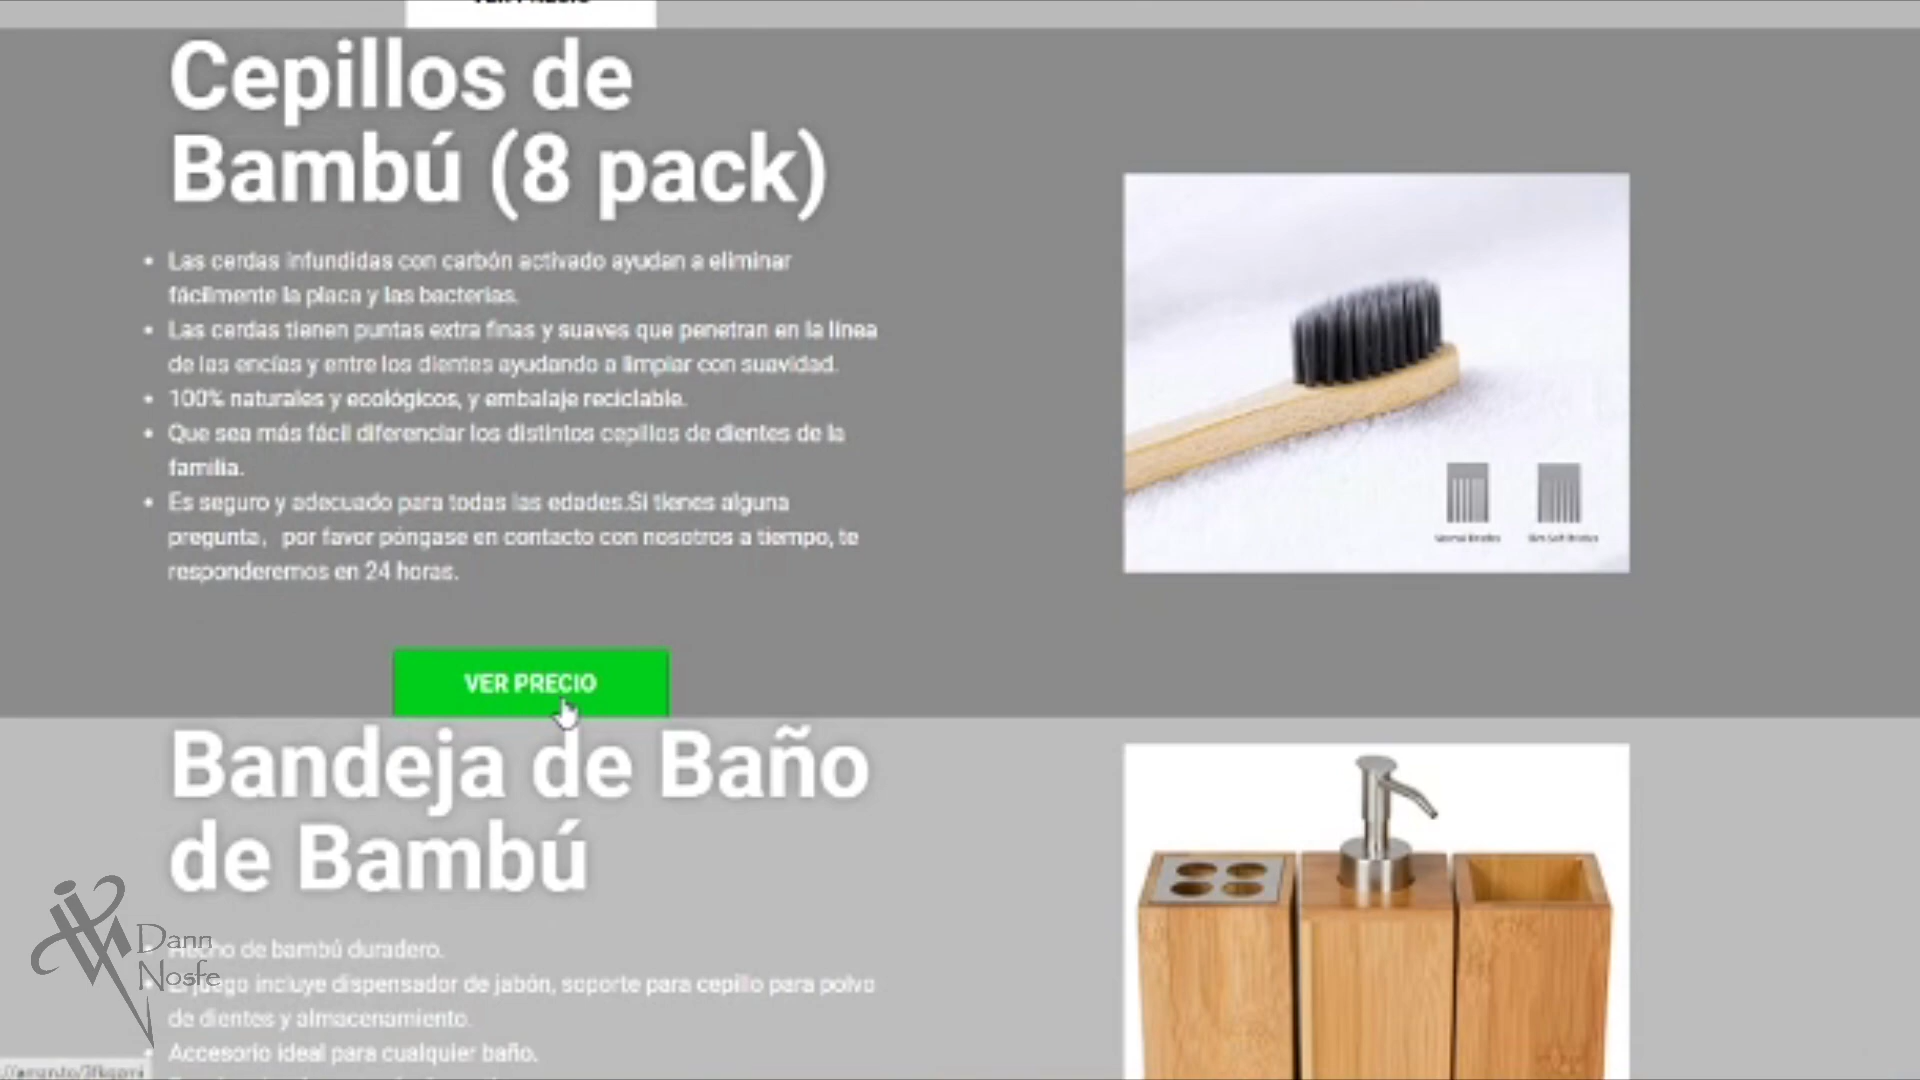 VER PRECIO
Cepillos de
Bambú (8 pack)
• Las cerdas infundidas con carbón activado ayudan a eliminar
fácilmente la placa y las bacterias.
• Las cerdas tienen puntas extra finas y suaves que penetran en la línea
de las encías y entre los dientes ayudando a limpiar con suavidad.
• 100% naturales y ecológicos, y embalaje reciclable.
• Que sea más fácil diferenciar los distintos cepillos de dientes de la
familia.
• Es seguro y adecuado para todas las edades.Si tienes alguna
pregunta，por favor póngase en contacto con nosotros a tiempo, te
responderemos en 24 horas.
VER PRECIO
Bandeja de Baño
de Bambú
• Hecho de bambú duradero.
• El juego incluye dispensador de jabón, soporte para cepillo para polvo
de dientes y almacenamiento.
• Accesorio ideal para cualquier baño.
Dann
Nosfe